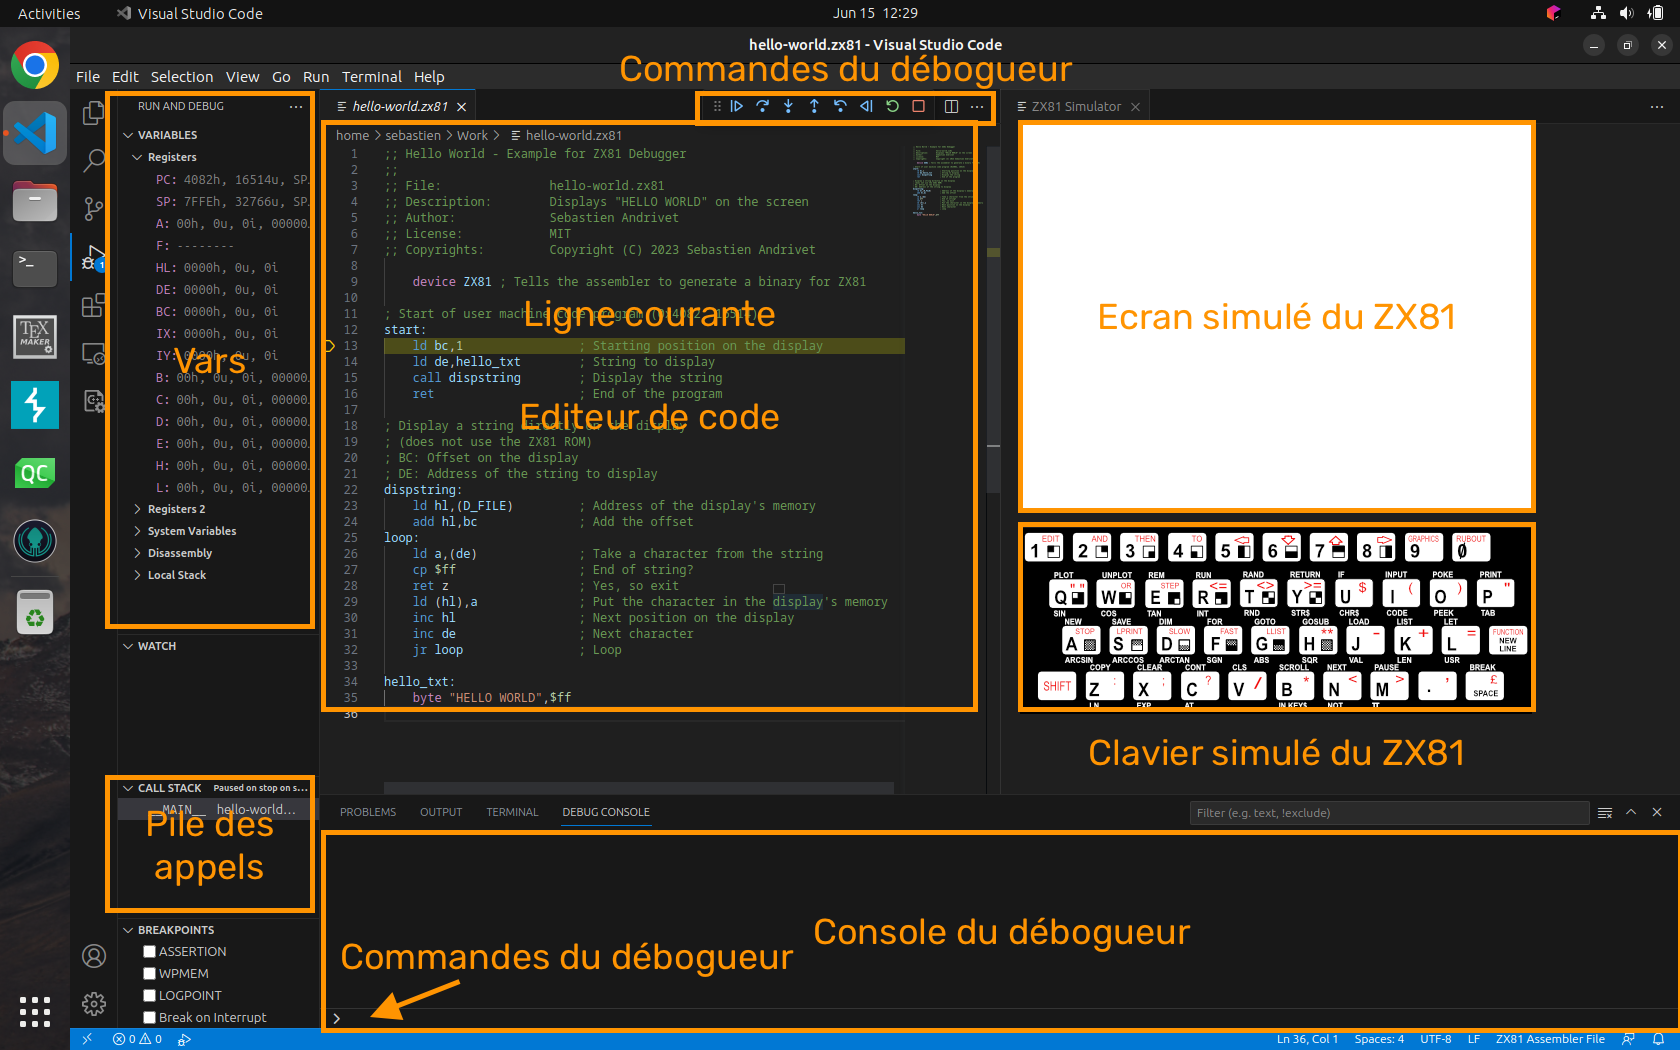 Activities
Visual Studio Code
Jun 15 12:29
hello-world.zx81 - Visual Studio Code
File Edit Selection View Go Run Terminal Help
Commandes du débogueur
RUN AND DEBUG
hello-world.zx81
ZX81 Simulator
VARIABLES
Registers
PC: 4082h, 16514u, SP...
SP: 7FFEh, 32766u, SP...
A: 00h, 0u, 0i, 00000...
F: --------
HL: 0000h, 0u, 0i
DE: 0000h, 0u, 0i
BC: 0000h, 0u, 0i
IX: 0000h, 0u, 0i
IY: 0000h, 0u, 0i
Vars
B: 00h, 0u, 0i, 00000...
C: 00h, 0u, 0i, 00000...
D: 00h, 0u, 0i, 00000...
E: 00h, 0u, 0i, 00000...
H: 00h, 0u, 0i, 00000...
L: 00h, 0u, 0i, 00000...
Registers 2
System Variables
Disassembly
Local Stack
WATCH
CALL STACK Paused on stop on s...
__MAIN__ hello-world...
Pile des
appels
BREAKPOINTS
ASSERTION
WPMEM
LOGPOINT
Break on Interrupt
home > sebastien > Work > hello-world.zx81
1 ;; Hello World - Example for ZX81 Debugger
2 ;;
3 ;; File: hello-world.zx81
4 ;; Description: Displays "HELLO WORLD" on the screen
5 ;; Author: Sebastien Andrivet
6 ;; License: MIT
7 ;; Copyrights: Copyright (C) 2023 Sebastien Andrivet
8
9 device ZX81 ; Tells the assembler to generate a binary for ZX81
10
11 ; Start of user machine code program
Ligne courante
12 start:
13 ld bc,1 ; Starting position on the display
14 ld de,hello_txt ; String to display
15 call dispstring ; Display the string
16 ret ; End of the program
17
Editeur de code
18 ; Display a string directly on the display
19 ; (does not use the ZX81 ROM)
20 ; BC: Offset on the display
21 ; DE: Address of the string to display
22 dispstring:
23 ld hl,(D_FILE) ; Address of the display's memory
24 add hl,bc ; Add the offset
25 loop:
26 ld a,(de) ; Take a character from the string
27 cp $ff ; End of string?
28 ret z ; Yes, so exit
29 ld (hl),a ; Put the character in the display's memory
30 inc hl ; Next position on the display
31 inc de ; Next character
32 jr loop ; Loop
33
34 hello_txt:
35 byte "HELLO WORLD",$ff
36
Ecran simulé du ZX81
EDIT AND THEN TO GRAPHICS RUBOUT
1 2 3 4 5 6 7 8 9 0
PLOT UNPLOT REM RUN RAND RETURN IF INPUT POKE PRINT
"" OR STEP <= <> >= $ ( ) "
Q W E R T Y U I O P
SIN COS TAN INT RND STR$ CHR$ CODE PEEK TAB
NEW SAVE DIM FOR GOTO GOSUB LOAD LIST LET
STOP LPRINT SLOW FAST LLIST ** - + = FUNCTION
A S D F G H J K L NEW LINE
ARCSIN ARCCOS ARCTAN SGN ABS SQR VAL LEN USR
COPY CLEAR CONT CLS SCROLL NEXT PAUSE BREAK
: ; ? / * < > , £
SHIFT Z X C V B N M . SPACE
LN EXP AT INKEY$ NOT π
Clavier simulé du ZX81
PROBLEMS OUTPUT TERMINAL DEBUG CONSOLE
Filter (e.g. text, !exclude)
Console du débogueur
Commandes du débogueur
>
0 0
Ln 36, Col 1 Spaces: 4 UTF-8 LF ZX81 Assembler File
TEX
MAKER
QC
>_
1